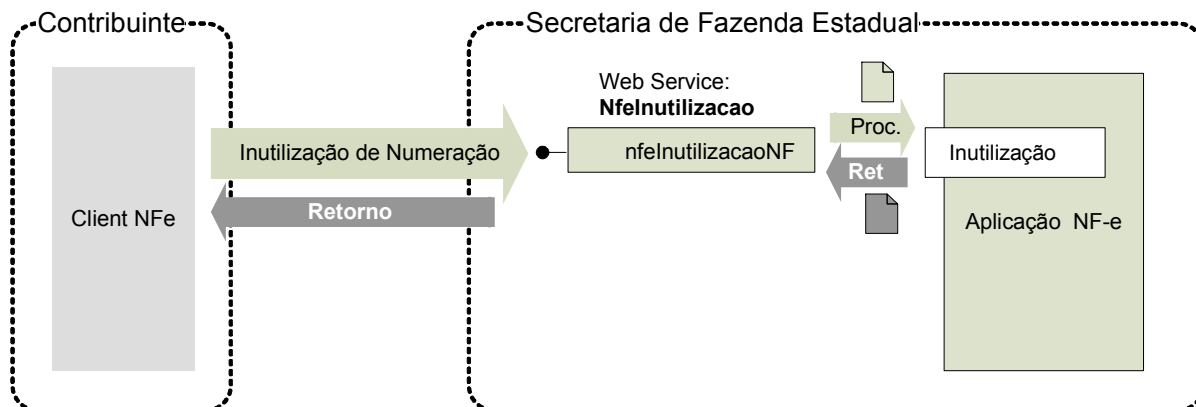 Contribuinte
Secretaria de Fazenda Estadual
Web Service:
NfeInutilizacao
Inutilização de Numeração
nfeInutilizacaoNF
Proc.
Inutilização
Ret
Retorno
Client NFe
Aplicação NF-e